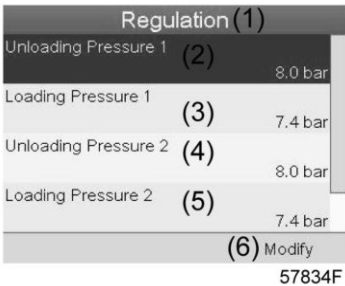 Regulation (1)
Unloading Pressure 1 (2)
8.0 bar
Loading Pressure 1 (3)
7.4 bar
Unloading Pressure 2 (4)
8.0 bar
Loading Pressure 2 (5)
7.4 bar
(6) Modify
57834F